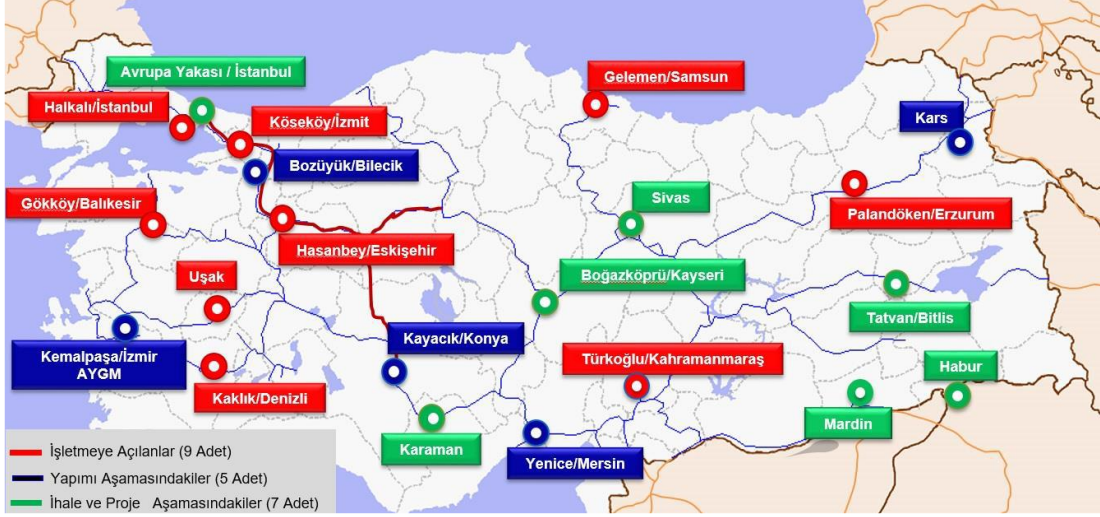 Avrupa Yakası / İstanbul
Gelemen/Samsun
Halkalı/İstanbul
Köseköy/İzmit
Kars
Bozüyük/Bilecik
Gökköy/Balıkesir
Sivas
Palandöken/Erzurum
Hasanbey/Eskişehir
Uşak
Boğazköprü/Kayseri
Tatvan/Bitlis
Kemalpaşa/İzmir
AYGM
Kayacık/Konya
Türkoğlu/Kahramanmaraş
Habur
Kaklık/Denizli
Mardin
Karaman
Yenice/Mersin
İşletmeye Açılanlar (9 Adet)
Yapımı Aşamasındakiler (5 Adet)
İhale ve Proje Aşamasındakiler (7 Adet)